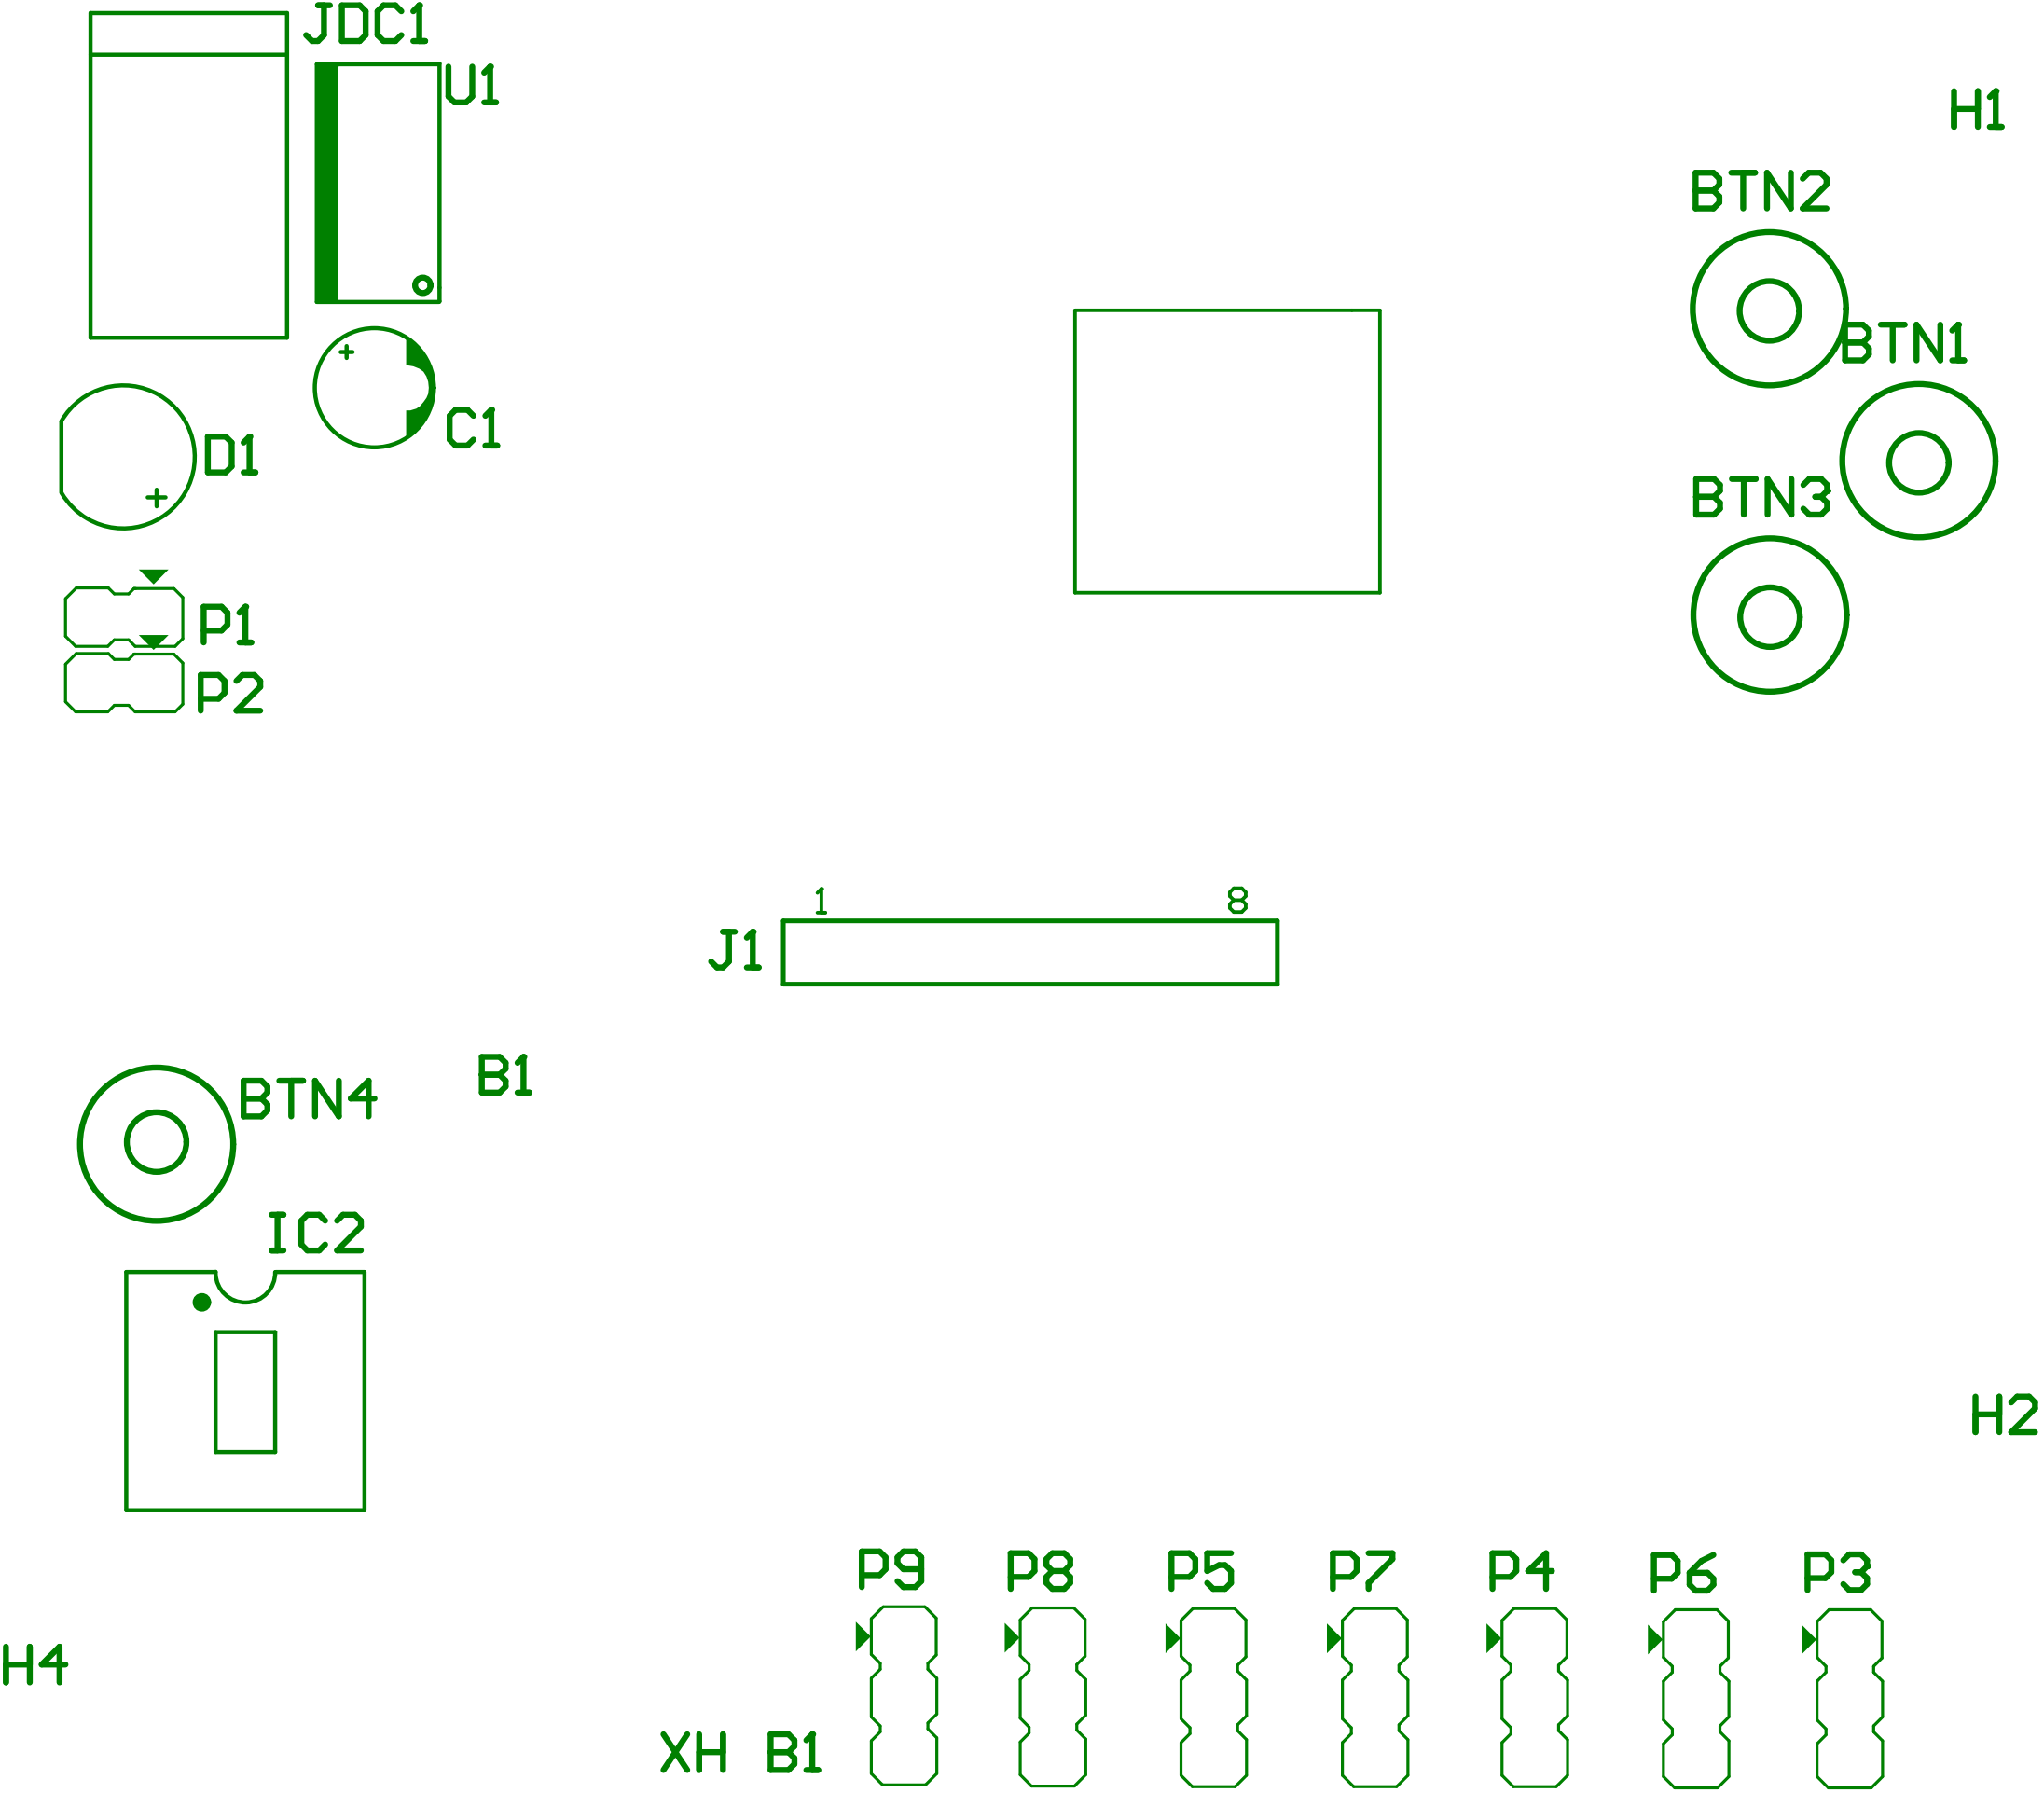 JDC1
U1
H1
BTN2
BTN1
C1
D1
BTN3
P1
P2
1 8
J1
B1
BTN4
IC2
H2
P9 P8 P5 P7 P4 P6 P3
H4
XH B1